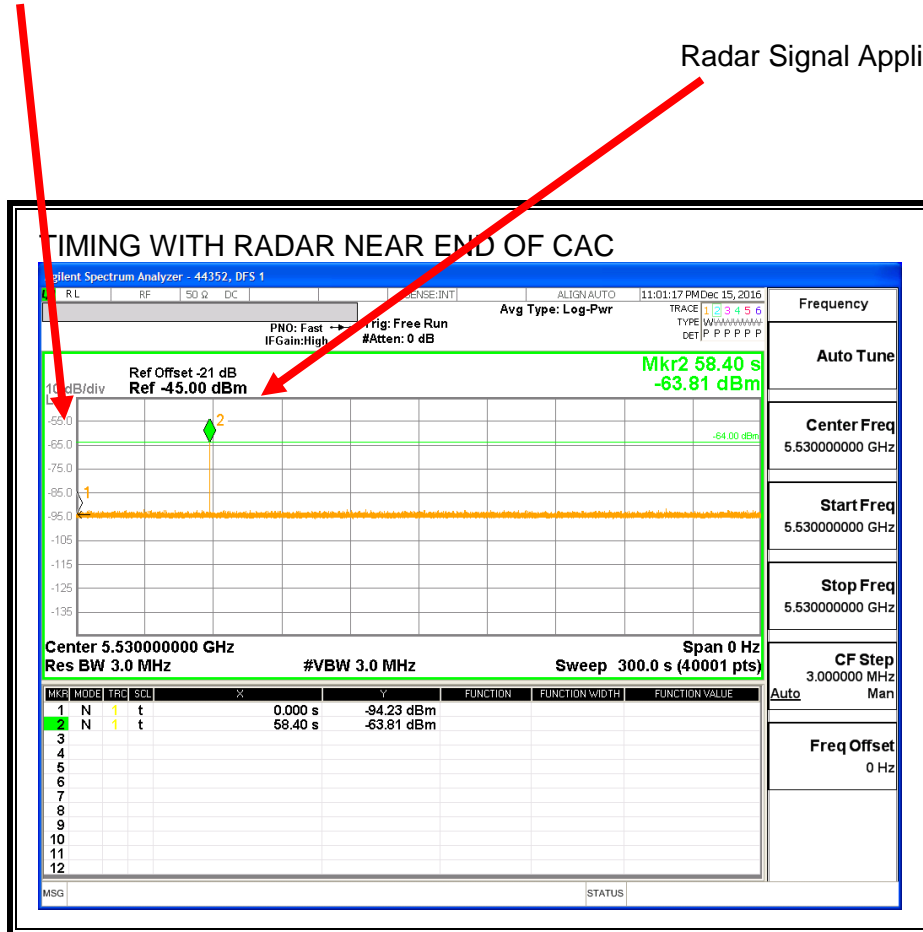 Radar Signal Appli
TIMING WITH RADAR NEAR END OF CAC
Agilent Spectrum Analyzer - 44352, DFS 1
RL RF 50 Ω DC SENSE:INT ALIGN AUTO 11:01:17 PM Dec 15, 2016
Avg Type: Log-Pwr
TRACE 1 2 3 4 5 6
TYPE WWWWWW
DET P P P P P P
PNO: Fast Trig: Free Run
IFGain:High #Atten: 0 dB
Frequency
Auto Tune
Center Freq
5.530000000 GHz
Start Freq
5.530000000 GHz
Stop Freq
5.530000000 GHz
CF Step
3.000000 MHz
Auto Man
Freq Offset
0 Hz
Mkr2 58.40 s
-63.81 dBm
Ref Offset -21 dB
10 dB/div Ref -45.00 dBm
2
-55.0
-64.00 dBm
-65.0
-75.0
-85.0
1
-95.0
-105
-115
-125
-135
Center 5.530000000 GHz Span 0 Hz
Res BW 3.0 MHz #VBW 3.0 MHz Sweep 300.0 s (40001 pts)
MKR MODE TRC SCL X Y FUNCTION FUNCTION WIDTH FUNCTION VALUE
1 N 1 t 0.000 s -94.23 dBm
2 N 1 t 58.40 s -63.81 dBm
3
4
5
6
7
8
9
10
11
12
MSG STATUS